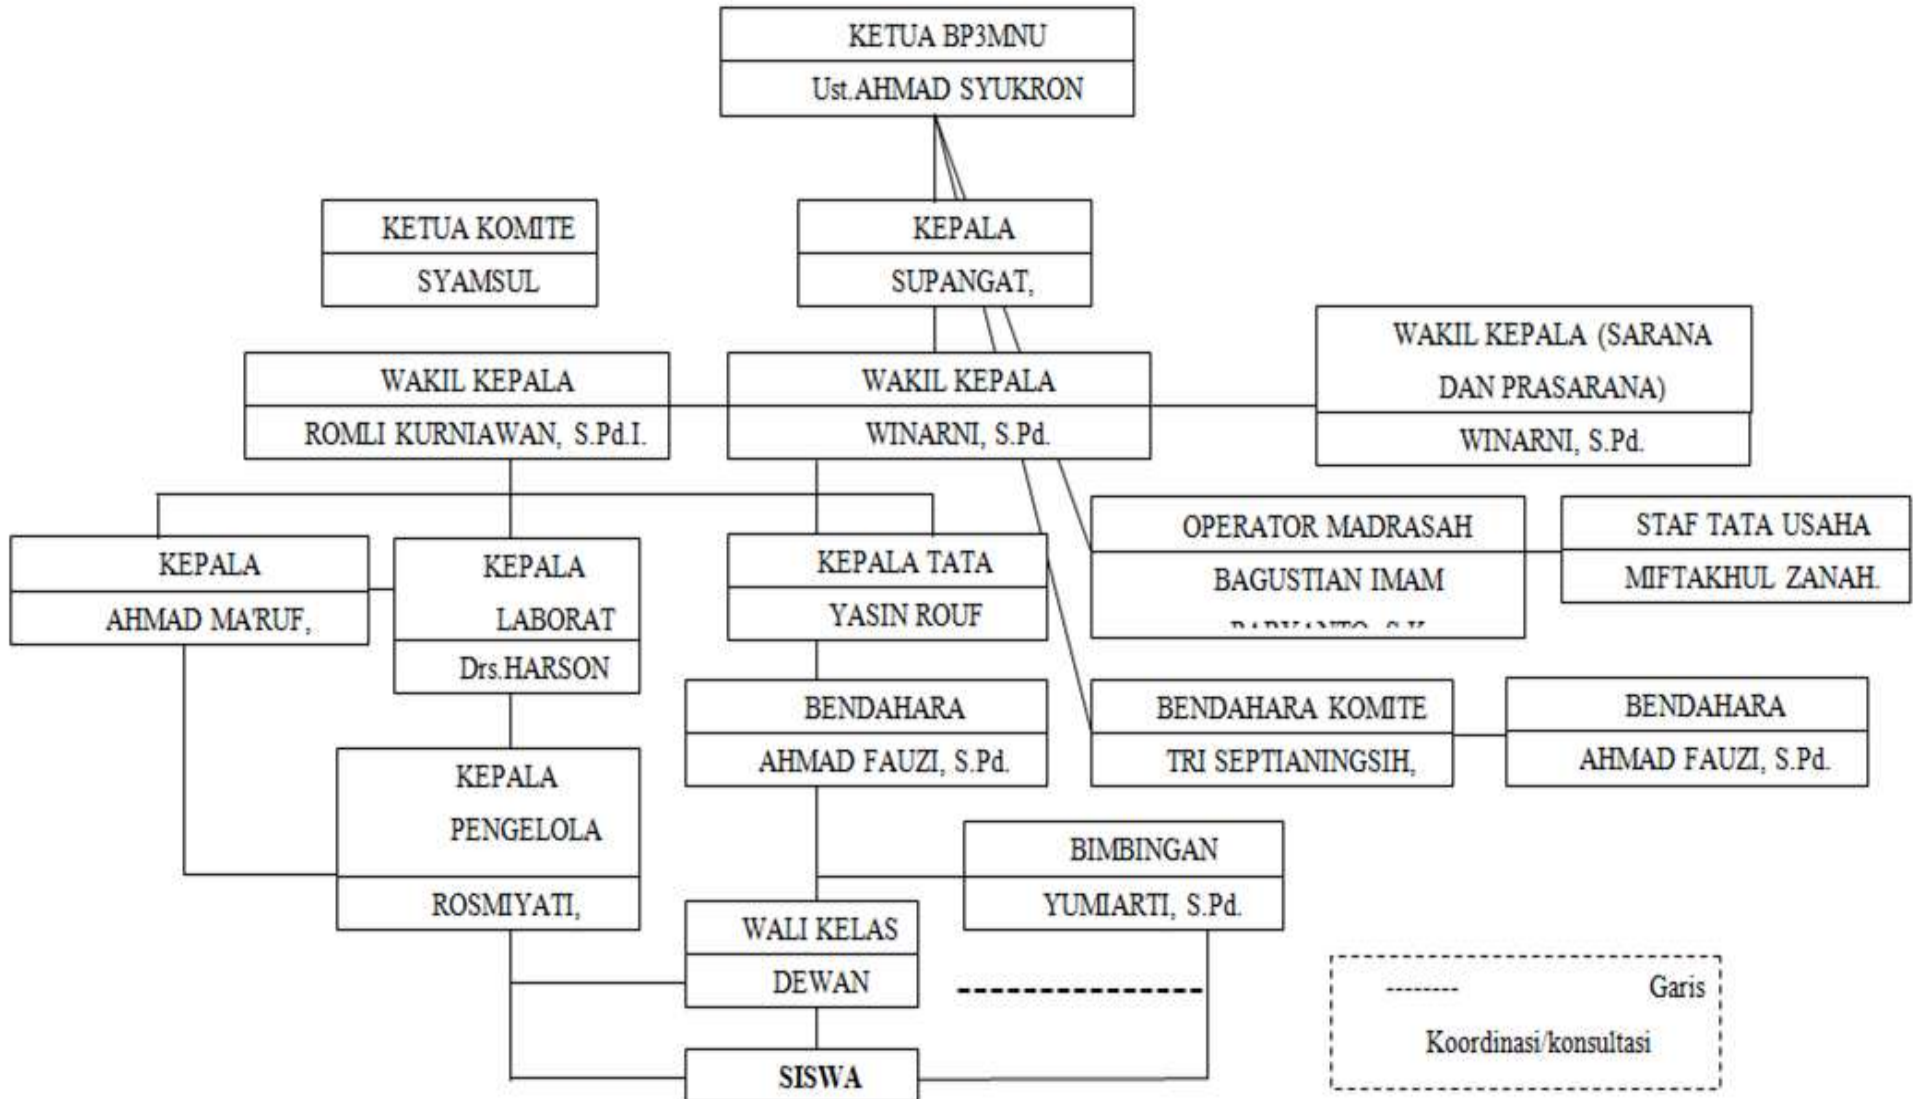 KETUA BP3MNU
Ust.AHMAD SYUKRON
KETUA KOMITE
SYAMSUL
KEPALA
SUPANGAT,
WAKIL KEPALA
ROMLI KURNIAWAN, S.Pd.I.
WAKIL KEPALA
WINARNI, S.Pd.
WAKIL KEPALA (SARANA
DAN PRASARANA)
WINARNI, S.Pd.
KEPALA
AHMAD MA'RUF,
KEPALA
LABORAT
Drs.HARSON
KEPALA TATA
YASIN ROUF
OPERATOR MADRASAH
BAGUSTIAN IMAM
STAF TATA USAHA
MIFTAKHUL ZANAH.
BENDAHARA
AHMAD FAUZI, S.Pd.
BENDAHARA KOMITE
TRI SEPTIANINGSIH,
BENDAHARA
AHMAD FAUZI, S.Pd.
KEPALA
PENGELOLA
ROSMIYATI,
BIMBINGAN
YUMIARTI, S.Pd.
WALI KELAS
DEWAN
SISWA
-------- Garis
Koordinasi/konsultasi